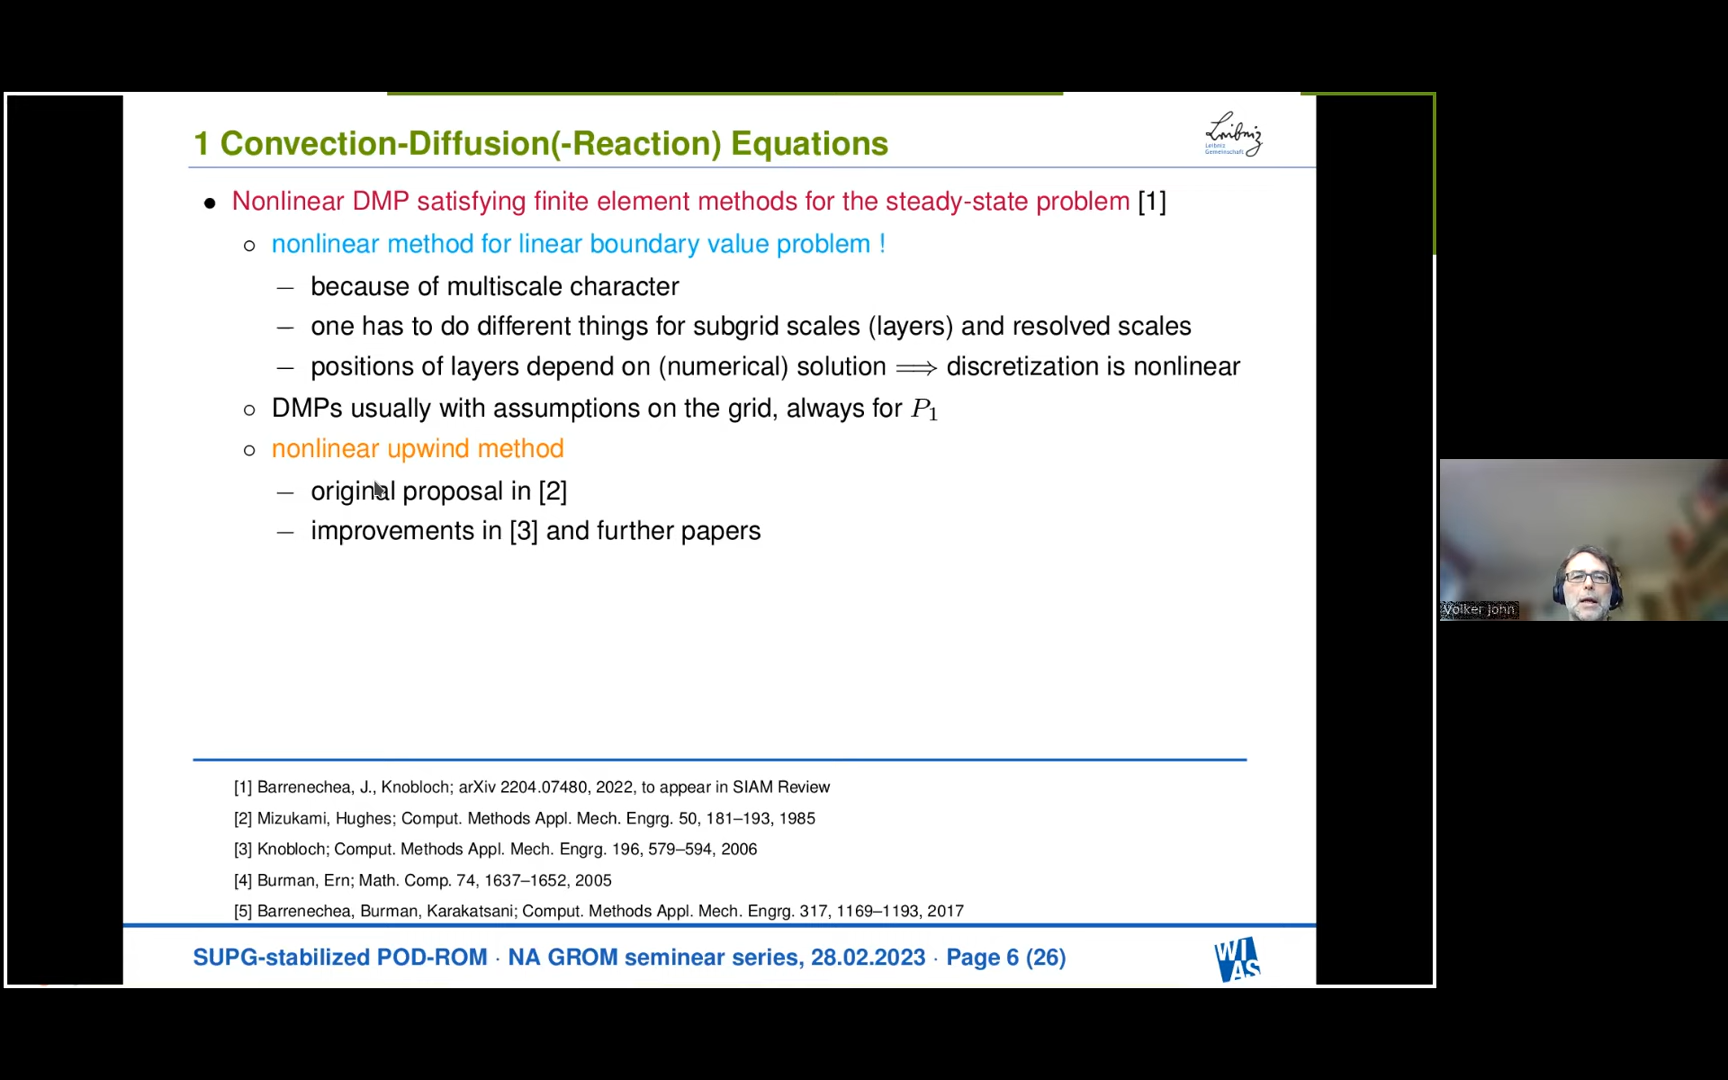 1 Convection-Diffusion(-Reaction) Equations
Leibniz
Leibniz
Gemeinschaft
● Nonlinear DMP satisfying finite element methods for the steady-state problem [1]
○ nonlinear method for linear boundary value problem !
– because of multiscale character
– one has to do different things for subgrid scales (layers) and resolved scales
– positions of layers depend on (numerical) solution ⟹ discretization is nonlinear
○ DMPs usually with assumptions on the grid, always for P₁
○ nonlinear upwind method
– original proposal in [2]
– improvements in [3] and further papers
Volker John
[1] Barrenechea, J., Knobloch; arXiv 2204.07480, 2022, to appear in SIAM Review
[2] Mizukami, Hughes; Comput. Methods Appl. Mech. Engrg. 50, 181–193, 1985
[3] Knobloch; Comput. Methods Appl. Mech. Engrg. 196, 579–594, 2006
[4] Burman, Ern; Math. Comp. 74, 1637–1652, 2005
[5] Barrenechea, Burman, Karakatsani; Comput. Methods Appl. Mech. Engrg. 317, 1169–1193, 2017
SUPG-stabilized POD-ROM · NA GROM seminear series, 28.02.2023 · Page 6 (26)
WI
AS